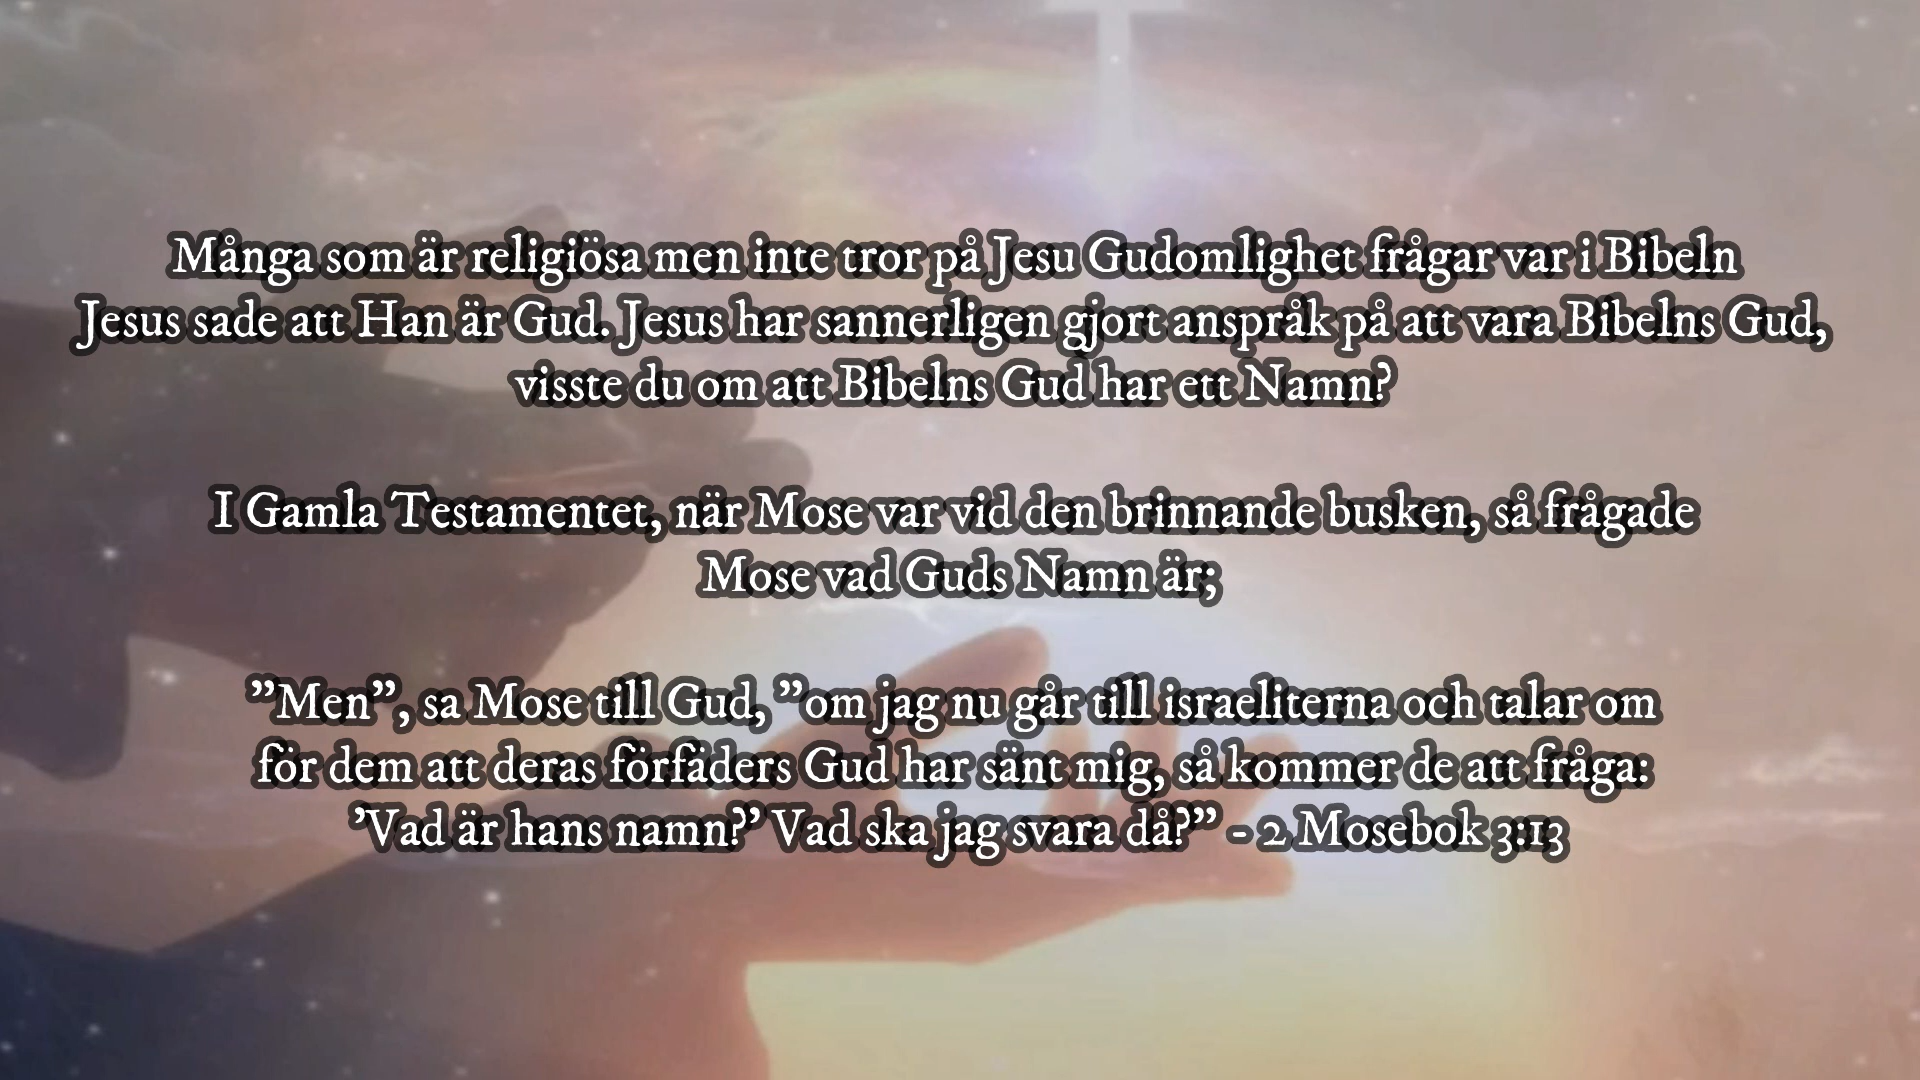 Många som är religiösa men inte tror på Jesu Gudomlighet frågar var i Bibeln
Jesus sade att Han är Gud. Jesus har sannerligen gjort anspråk på att vara Bibelns Gud,
visste du om att Bibelns Gud har ett Namn?
I Gamla Testamentet, när Mose var vid den brinnande busken, så frågade
Mose vad Guds Namn är;
”Men”, sa Mose till Gud, ”om jag nu går till israeliterna och talar om
för dem att deras förfäders Gud har sänt mig, så kommer de att fråga:
’Vad är hans namn?’ Vad ska jag svara då?” - 2 Mosebok 3:13